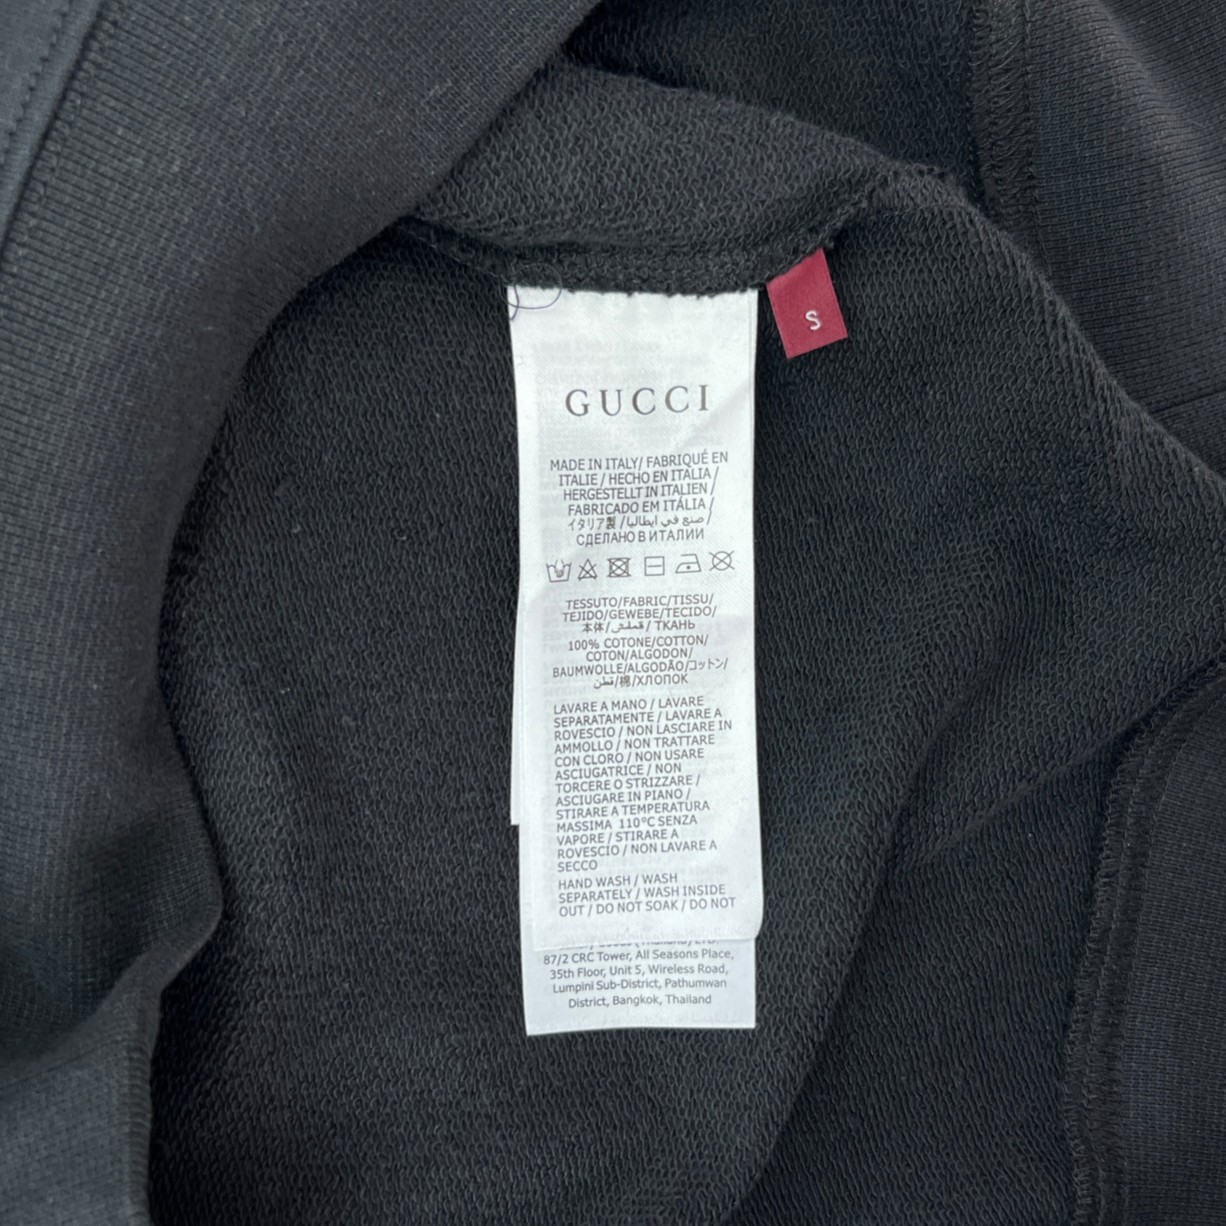 S
GUCCI
MADE IN ITALY/ FABRIQUÉ EN
ITALIE / HECHO EN ITALIA /
HERGESTELLT IN ITALIEN /
FABRICADO EM ITÁLIA /
イタリア製 / صنع في ايطاليا /
СДЕЛАНО В ИТАЛИИ
TESSUTO/FABRIC/TISSU/
TEJIDO/GEWEBE/TECIDO/
本体/ قملش / ТКАНЬ
100% COTONE/COTTON/
COTON/ALGODON/
BAUMWOLLE/ALGODÃO/コットン/
قطن/棉/ХЛОПОК
LAVARE A MANO / LAVARE
SEPARATAMENTE / LAVARE A
ROVESCIO / NON LASCIARE IN
AMMOLLO / NON TRATTARE
CON CLORO / NON USARE
ASCIUGATRICE / NON
TORCERE O STRIZZARE /
ASCIUGARE IN PIANO /
STIRARE A TEMPERATURA
MASSIMA 110°C SENZA
VAPORE / STIRARE A
ROVESCIO / NON LAVARE A
SECCO
HAND WASH / WASH
SEPARATELY / WASH INSIDE
OUT / DO NOT SOAK / DO NOT
87/2 CRC Tower, All Seasons Place,
35th Floor, Unit 5, Wireless Road,
Lumpini Sub-District, Pathumwan
District, Bangkok, Thailand